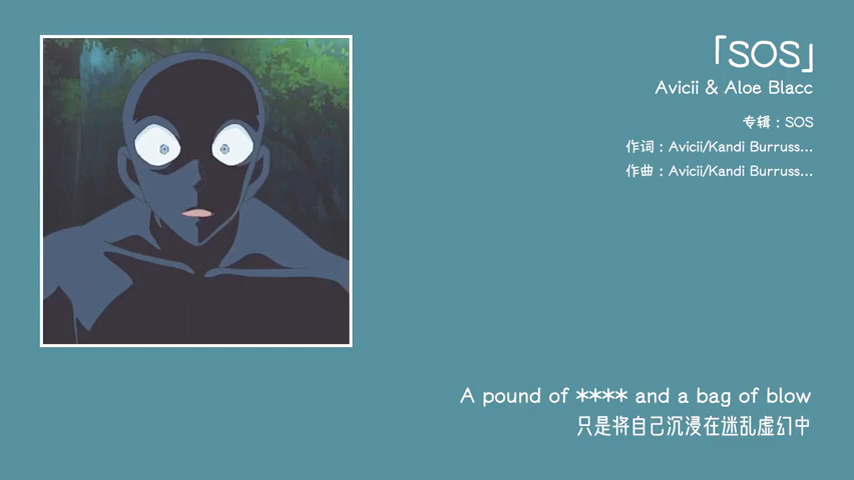 「SOS」
Avicii & Aloe Blacc
专辑：SOS
作词：Avicii/Kandi Burruss...
作曲：Avicii/Kandi Burruss...
A pound of **** and a bag of blow
只是将自己沉浸在迷乱虚幻中